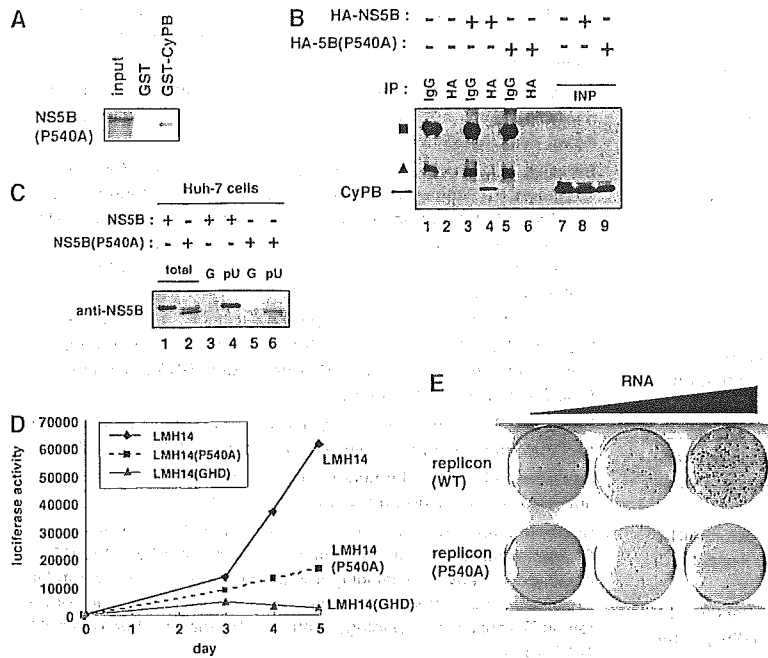 A
input
GST
GST-CyPB
NS5B
(P540A)
B
HA-NS5B : - - + + - - - + -
HA-5B(P540A) : - - - - + + - - +
IP : IgG HA IgG HA IgG HA INP
■
▲
CyPB
1 2 3 4 5 6 7 8 9
C
Huh-7 cells
NS5B : + - + + - -
NS5B(P540A) : - + - - + +
total G pU G pU
anti-NS5B
1 2 3 4 5 6
D
70000
60000
50000
40000
30000
20000
10000
0
luciferase activity
LMH14
LMH14(P540A)
LMH14(GHD)
LMH14
LMH14
(P540A)
LMH14(GHD)
0 1 2 3 4 5
day
E
RNA
replicon
(WT)
replicon
(P540A)